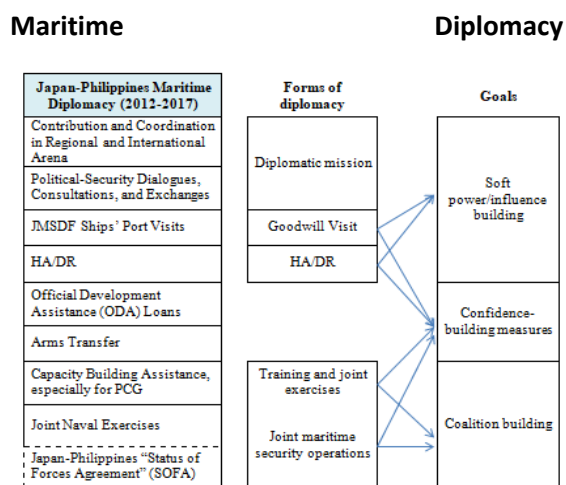 Maritime Diplomacy
Japan-Philippines Maritime
Diplomacy (2012-2017)
Contribution and Coordination
in Regional and International
Arena
Political-Security Dialogues,
Consultations, and Exchanges
JMSDF Ships' Port Visits
HA/DR
Official Development
Assistance (ODA) Loans
Arms Transfer
Capacity Building Assistance,
especially for PCG
Joint Naval Exercises
Japan-Philippines "Status of
Forces Agreement" (SOFA)
Forms of
diplomacy
Diplomatic mission
Goodwill Visit
HA/DR
Training and joint
exercises
Joint maritime
security operations
Goals
Soft
power/influence
building
Confidence-
building measures
Coalition building